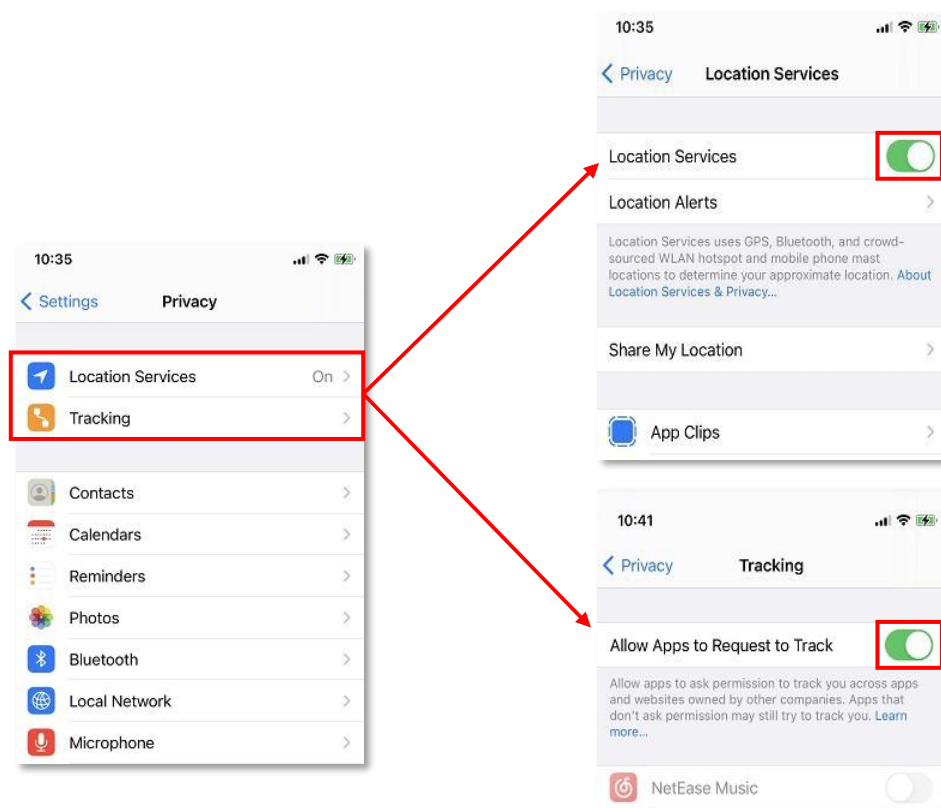 10:35
Settings Privacy
Location Services On
Tracking
Contacts
Calendars
Reminders
Photos
Bluetooth
Local Network
Microphone
10:35
Privacy Location Services
Location Services
Location Alerts
Location Services uses GPS, Bluetooth, and crowd-
sourced WLAN hotspot and mobile phone mast
locations to determine your approximate location. About
Location Services & Privacy...
Share My Location
App Clips
10:41
Privacy Tracking
Allow Apps to Request to Track
Allow apps to ask permission to track you across apps
and websites owned by other companies. Apps that
don't ask permission may still try to track you. Learn
more...
NetEase Music